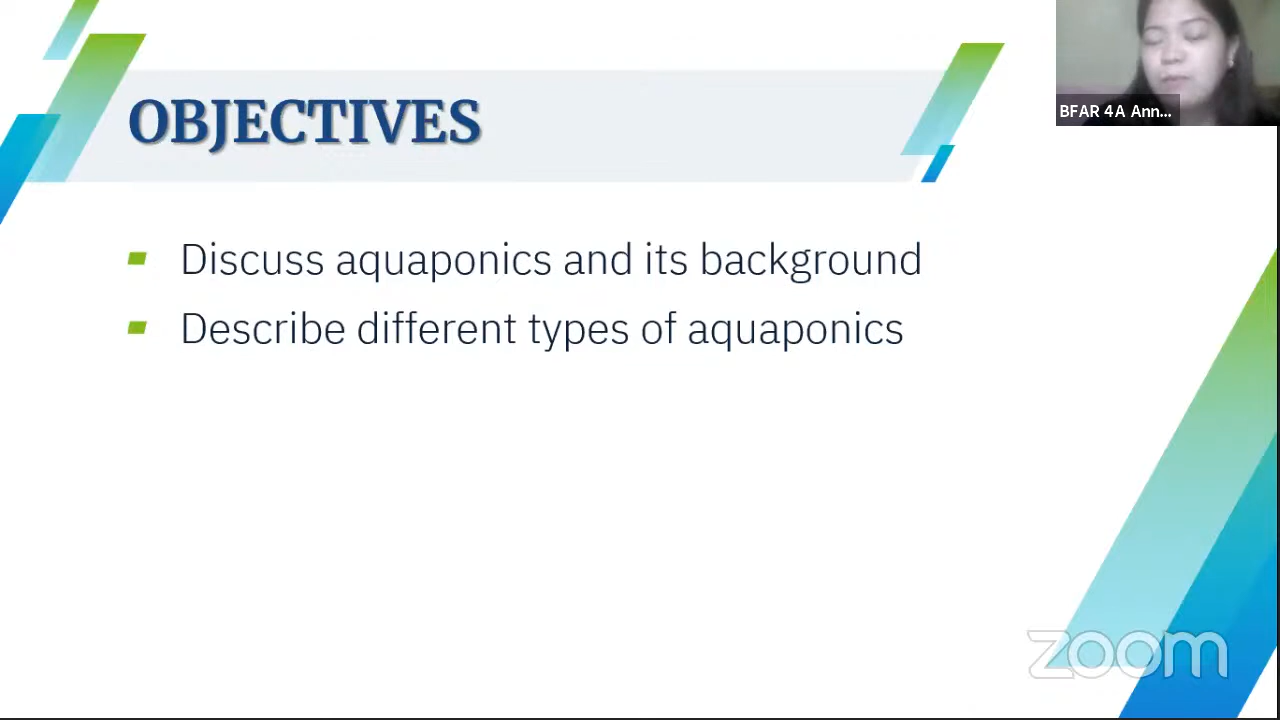 OBJECTIVES
BFAR 4A Ann...
Discuss aquaponics and its background
Describe different types of aquaponics
zoom